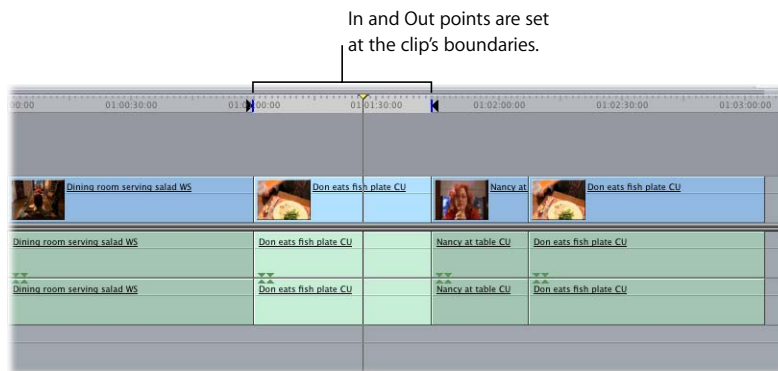 In and Out points are set
at the clip's boundaries.
00:00 01:00:30:00 01:01:00:00 01:01:30:00 01:02:00:00 01:02:30:00 01:03:00:00
Dining room serving salad WS Don eats fish plate CU Nancy at Don eats fish plate CU
Dining room serving salad WS Don eats fish plate CU Nancy at table CU Don eats fish plate CU
Dining room serving salad WS Don eats fish plate CU Nancy at table CU Don eats fish plate CU